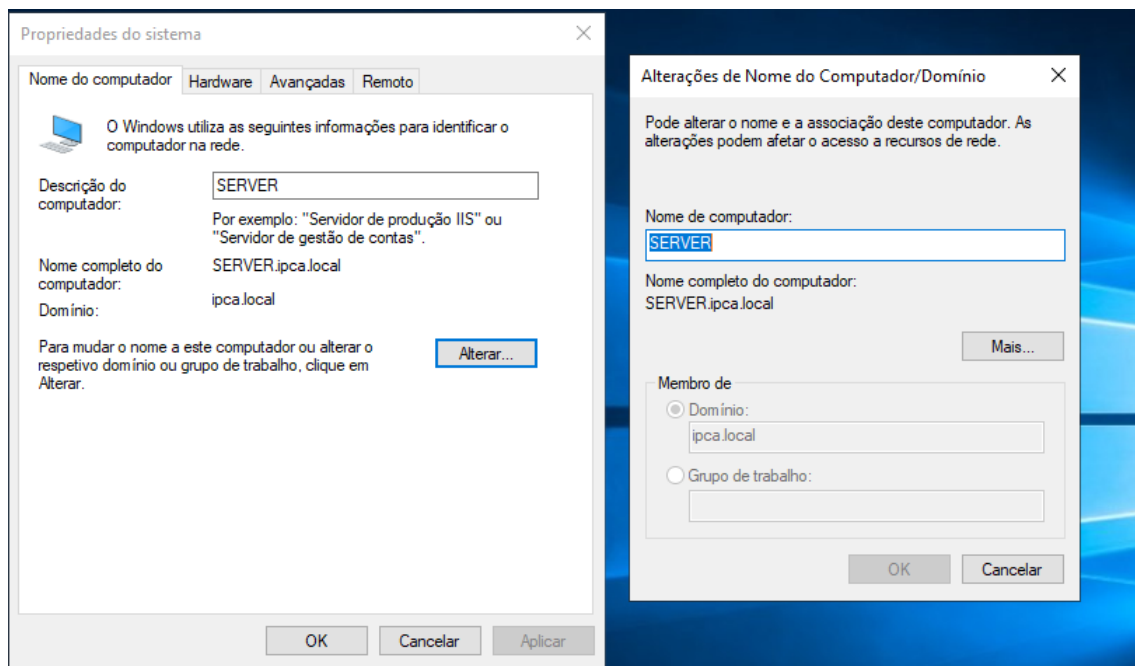 Propriedades do sistema
Nome do computador
Hardware
Avançadas
Remoto
O Windows utiliza as seguintes informações para identificar o
computador na rede.
Descrição do
computador:
SERVER
Por exemplo: "Servidor de produção IIS" ou
"Servidor de gestão de contas".
Nome completo do
computador:
SERVER.ipca.local
Domínio:
ipca.local
Para mudar o nome a este computador ou alterar o
respetivo domínio ou grupo de trabalho, clique em
Alterar.
Alterar...
OK
Cancelar
Aplicar
Alterações de Nome do Computador/Domínio
Pode alterar o nome e a associação deste computador. As
alterações podem afetar o acesso a recursos de rede.
Nome de computador:
SERVER
Nome completo do computador:
SERVER.ipca.local
Mais...
Membro de
Domínio:
ipca.local
Grupo de trabalho:
OK
Cancelar